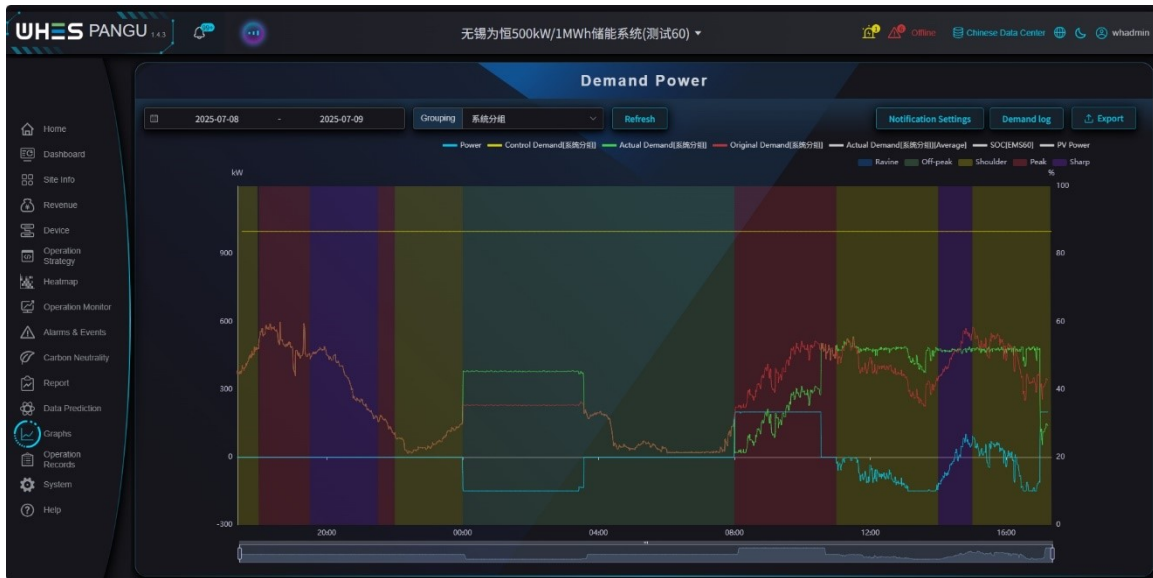 WHES PANGU 1.4.3
99+
无锡为恒500kW/1MWh储能系统(测试60)
Offline
Chinese Data Center
whadmin
Demand Power
Home
Dashboard
Site Info
Revenue
Device
Operation
Strategy
Heatmap
Operation Monitor
Alarms & Events
Carbon Neutrality
Report
Data Prediction
Graphs
Operation
Records
System
Help
2025-07-08 - 2025-07-09
Grouping 系统分组
Refresh
Notification Settings
Demand log
Export
Power Control Demand[系统分组] Actual Demand[系统分组] Original Demand[系统分组] Actual Demand[系统分组][Average] SOC[EMS60] PV Power
Ravine Off-peak Shoulder Peak Sharp
kW
%
100
900
80
600
60
300
40
0
20
-300
0
20:00 00:00 04:00 08:00 12:00 16:00